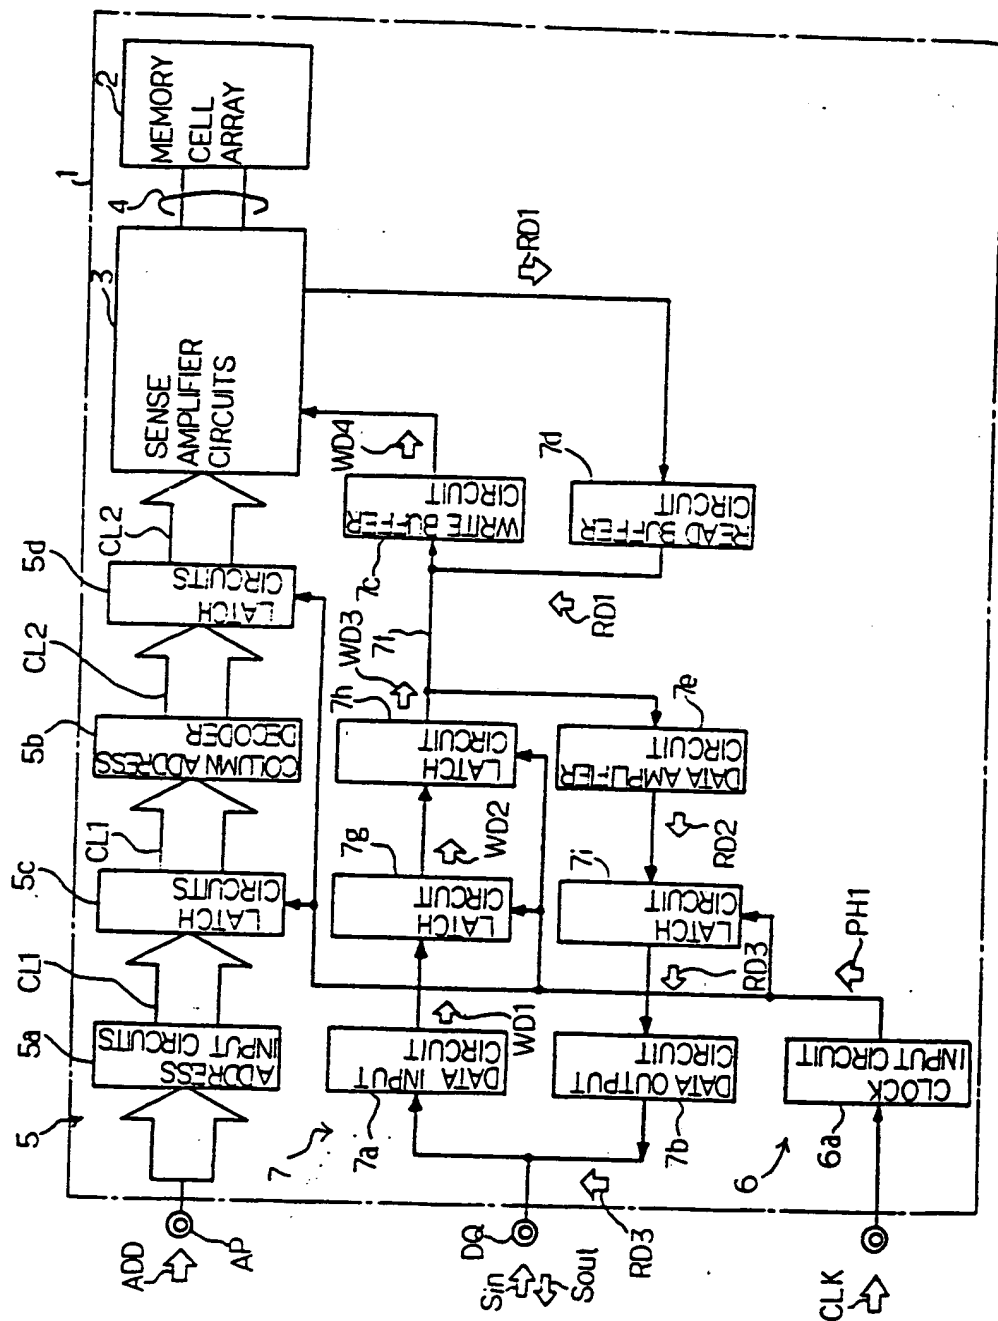 1
2
MEMORY
CELL
ARRAY
4
3
SENSE
AMPLIFIER
CIRCUITS
RD1
CL2
5d
LATCH
CIRCUITS
CL2
5b
COLUMN ADDRESS
DECODER
CL1
5c
LATCH
CIRCUITS
CL1
5a
ADDRESS
INPUT CIRCUITS
5
ADD
AP
WD4
WRITE BUFFER
CIRCUIT
7c
7d
READ BUFFER
CIRCUIT
RD1
7f
WD3
7h
LATCH
CIRCUIT
WD2
7g
LATCH
CIRCUIT
WD1
DATA INPUT
CIRCUIT
7a
7
7e
DATA AMPLIFIER
CIRCUIT
RD2
7i
LATCH
CIRCUIT
RD3
DATA OUTPUT
CIRCUIT
7b
RD3
DQ
Sin
Sout
PH1
CLOCK
INPUT CIRCUIT
6a
6
CLK